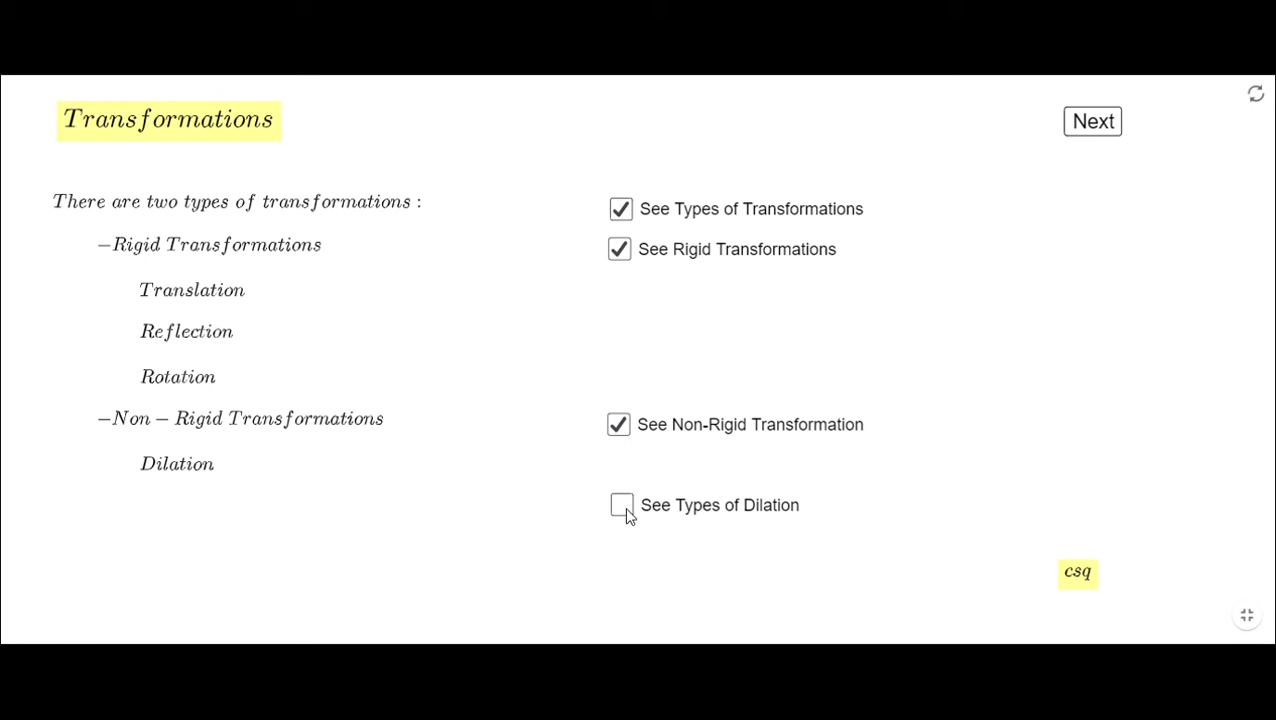 Transformations
Next
There are two types of transformations :
See Types of Transformations
−Rigid Transformations
See Rigid Transformations
Translation
Reflection
Rotation
−Non − Rigid Transformations
See Non-Rigid Transformation
Dilation
See Types of Dilation
csq